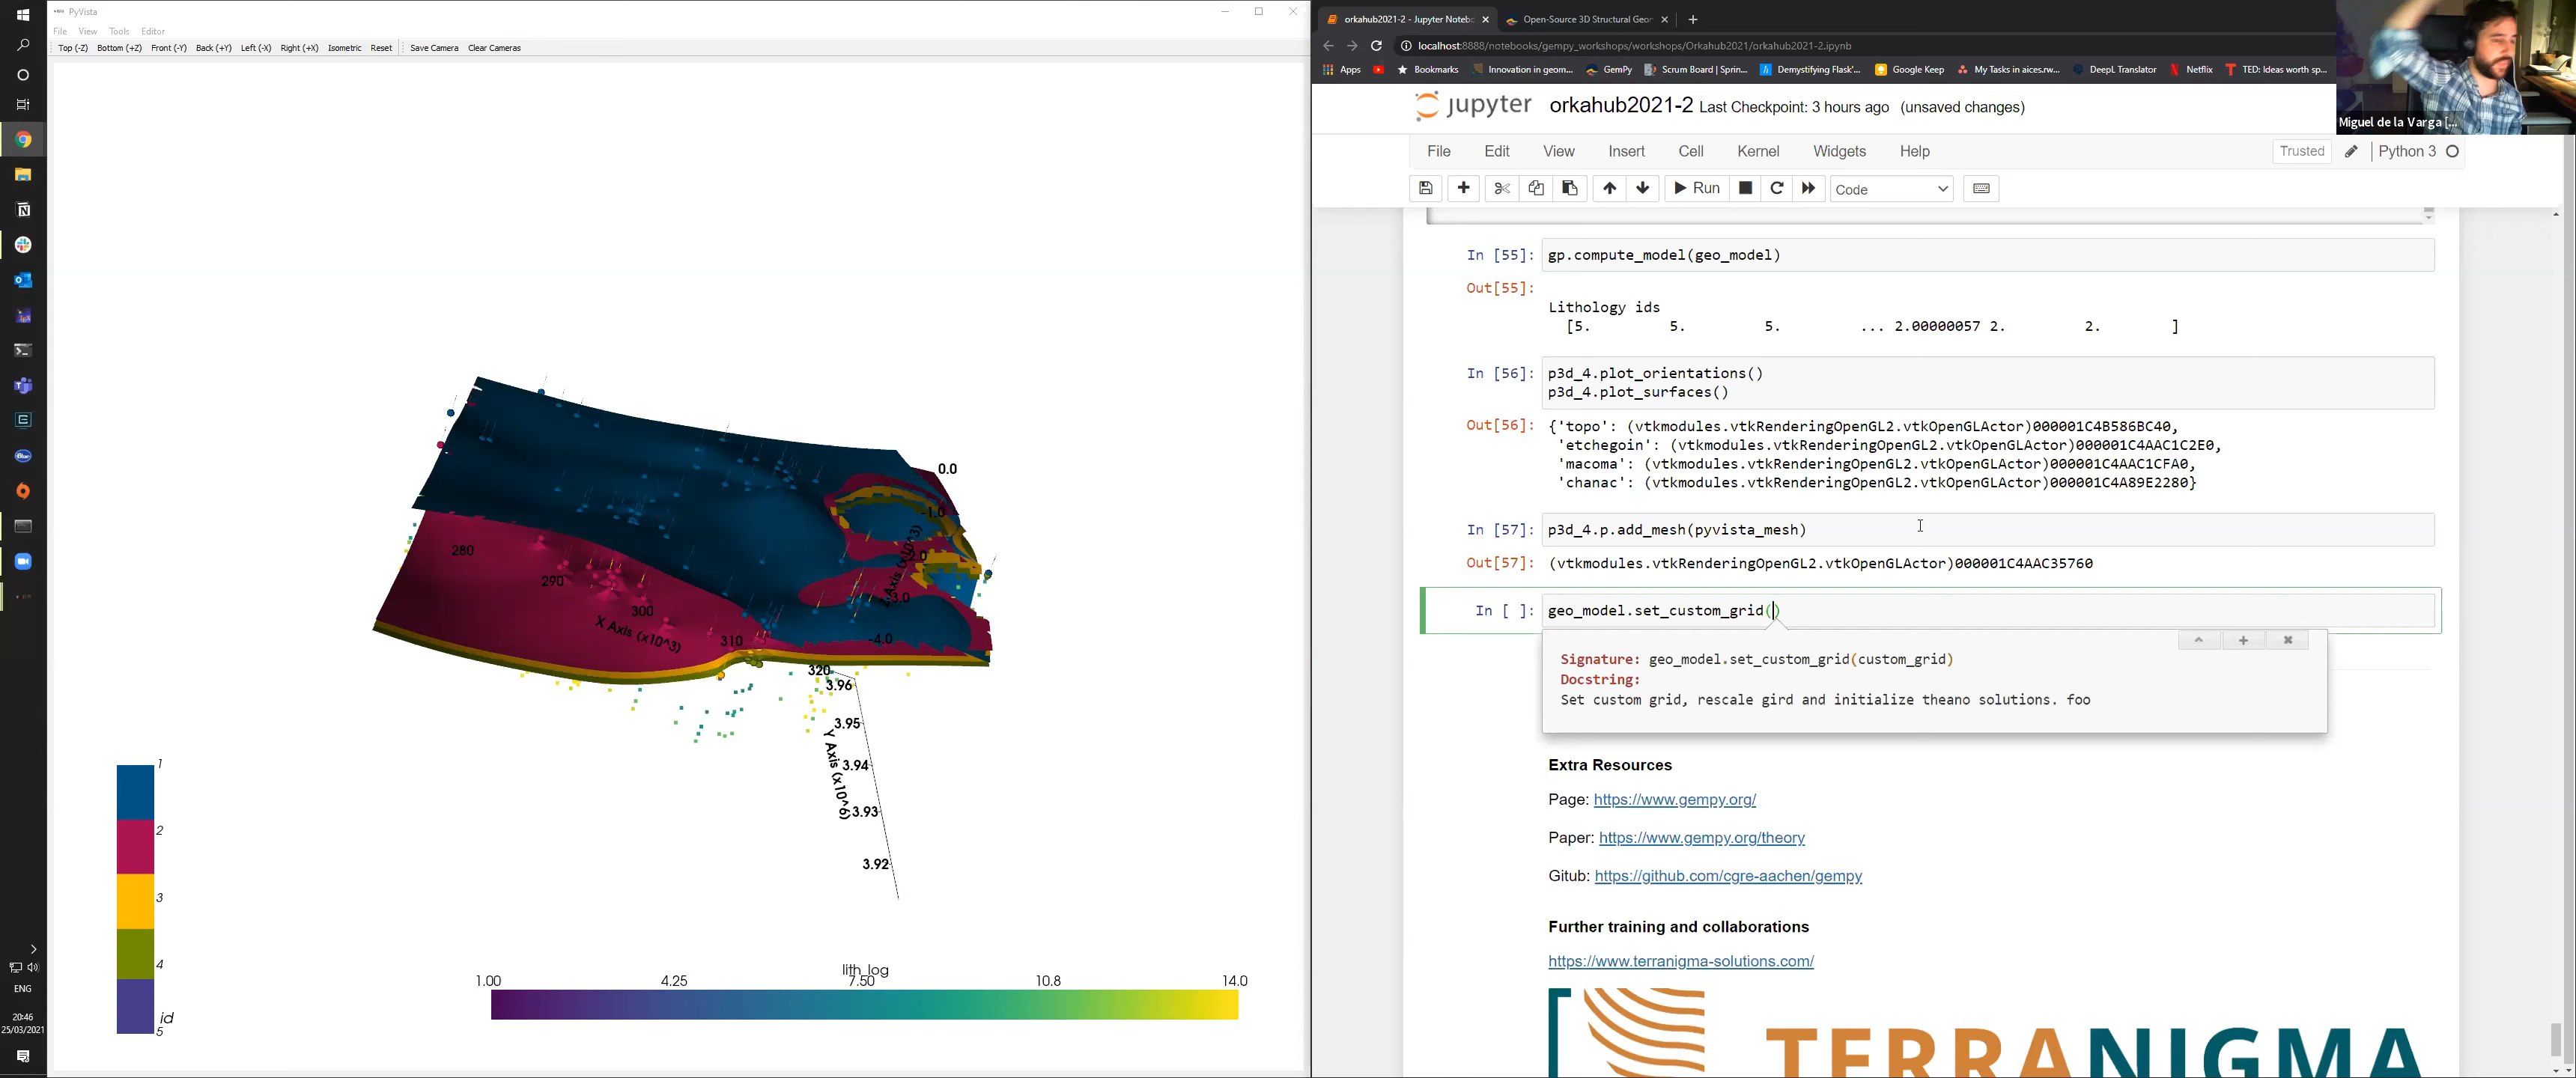 PyVista
File View Tools Editor
Top (-Z) Bottom (+Z) Front (-Y) Back (+Y) Left (-X) Right (+X) Isometric Reset Save Camera Clear Cameras
0.0
-1.0
280
290
300
X Axis (x10^3)
310
-3.0
-4.0
320
3.96
3.95
Y Axis (x10^6)
3.94
3.93
3.92
1
2
3
4
id
5
lith_log
1.00 4.25 7.50 10.8 14.0
ENG
20:46
25/03/2021
orkahub2021-2 - Jupyter Notebo
Open-Source 3D Structural Geor
localhost:8888/notebooks/gempy_workshops/workshops/Orkahub2021/orkahub2021-2.ipynb
Apps Bookmarks Innovation in geom... GemPy Scrum Board | Sprin... Demystifying Flask'... Google Keep My Tasks in aices.rw... DeepL Translator Netflix TED: Ideas worth sp...
Miguel de la Varga [...
jupyter orkahub2021-2 Last Checkpoint: 3 hours ago (unsaved changes)
File Edit View Insert Cell Kernel Widgets Help
Trusted Python 3
Run Code
In [55]: gp.compute_model(geo_model)
Out[55]:
Lithology ids
[5. 5. 5. ... 2.00000057 2. 2. ]
In [56]: p3d_4.plot_orientations()
p3d_4.plot_surfaces()
Out[56]: {'topo': (vtkmodules.vtkRenderingOpenGL2.vtkOpenGLActor)000001C4B586BC40,
'etchegoin': (vtkmodules.vtkRenderingOpenGL2.vtkOpenGLActor)000001C4AAC1C2E0,
'macoma': (vtkmodules.vtkRenderingOpenGL2.vtkOpenGLActor)000001C4AAC1CFA0,
'chanac': (vtkmodules.vtkRenderingOpenGL2.vtkOpenGLActor)000001C4A89E2280}
In [57]: p3d_4.p.add_mesh(pyvista_mesh)
Out[57]: (vtkmodules.vtkRenderingOpenGL2.vtkOpenGLActor)000001C4AAC35760
In [ ]: geo_model.set_custom_grid()
Signature: geo_model.set_custom_grid(custom_grid)
Docstring:
Set custom grid, rescale gird and initialize theano solutions. foo
Extra Resources
Page: https://www.gempy.org/
Paper: https://www.gempy.org/theory
Gitub: https://github.com/cgre-aachen/gempy
Further training and collaborations
https://www.terranigma-solutions.com/
TERRANIGMA